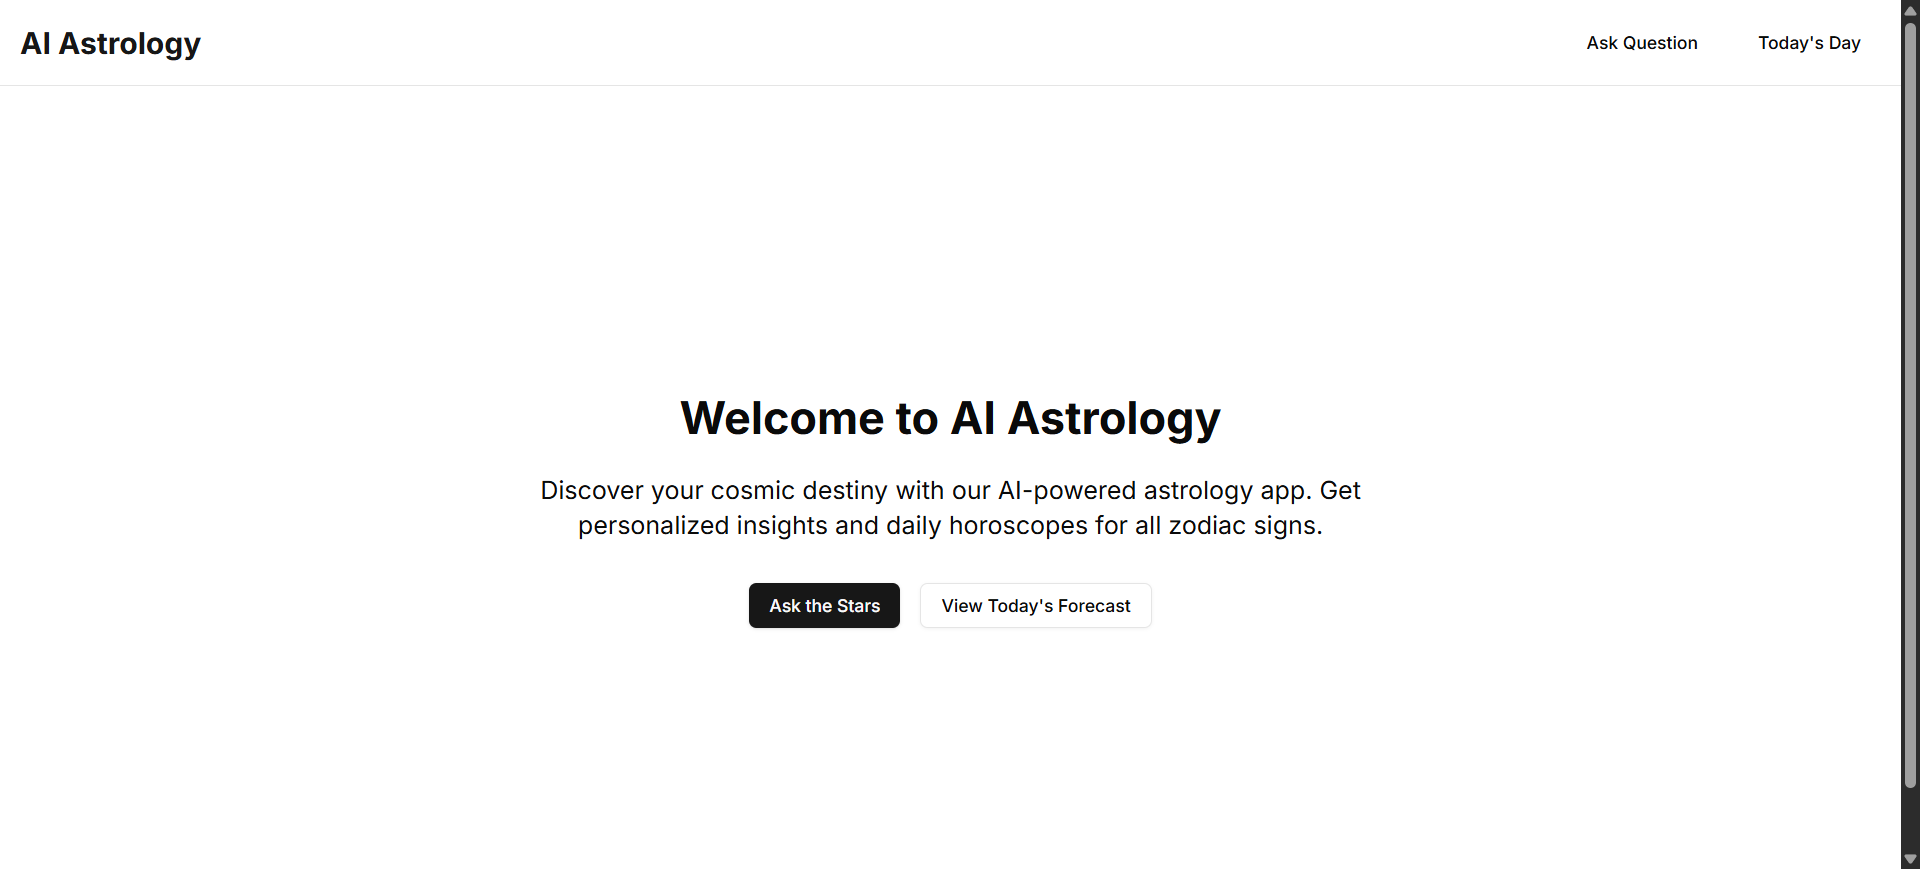 AI Astrology
Ask Question
Today's Day
Welcome to AI Astrology
Discover your cosmic destiny with our AI-powered astrology app. Get
personalized insights and daily horoscopes for all zodiac signs.
Ask the Stars
View Today's Forecast